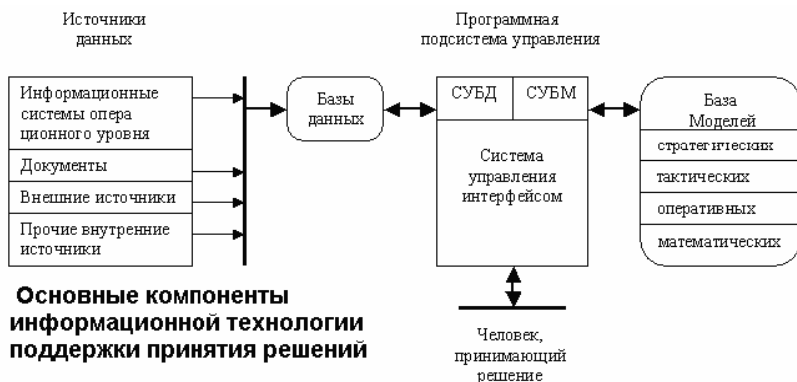 Источники
данных
Программная
подсистема управления
Информационные
системы опера
ционного уровня
Документы
Внешние источники
Прочие внутренние
источники
Базы
данных
СУБД
СУБМ
Система
управления
интерфейсом
База
Моделей
стратегических
тактических
оперативных
математических
Человек,
принимающий
решение
Основные компоненты
информационной технологии
поддержки принятия решений